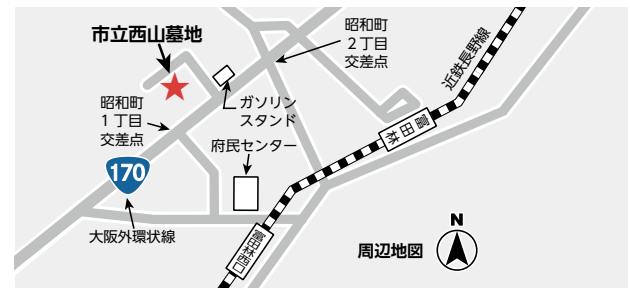 市立西山墓地
昭和町
2丁目
交差点
近鉄長野線
ガソリン
スタンド
昭和町
1丁目
交差点
富田
林
府民センター
170
大阪外環状線
富田林西口
周辺地図
N